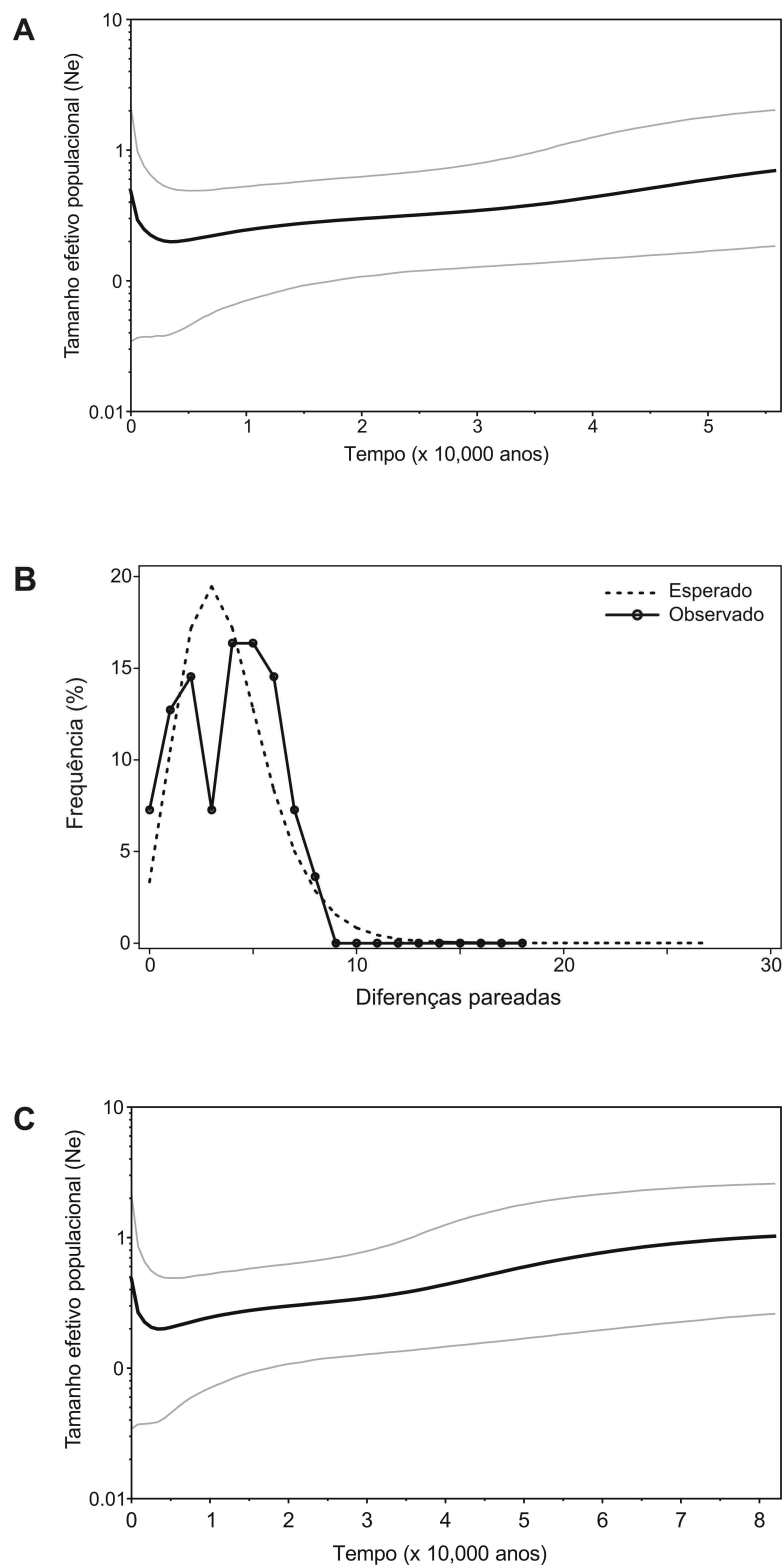 A
Tamanho efetivo populacional (Ne)
10
1
0
0.01
0 1 2 3 4 5
Tempo (x 10,000 anos)
B
Frequência (%)
20
15
10
5
0
Esperado
Observado
0 10 20 30
Diferenças pareadas
C
Tamanho efetivo populacional (Ne)
10
1
0
0.01
0 1 2 3 4 5 6 7 8
Tempo (x 10,000 anos)